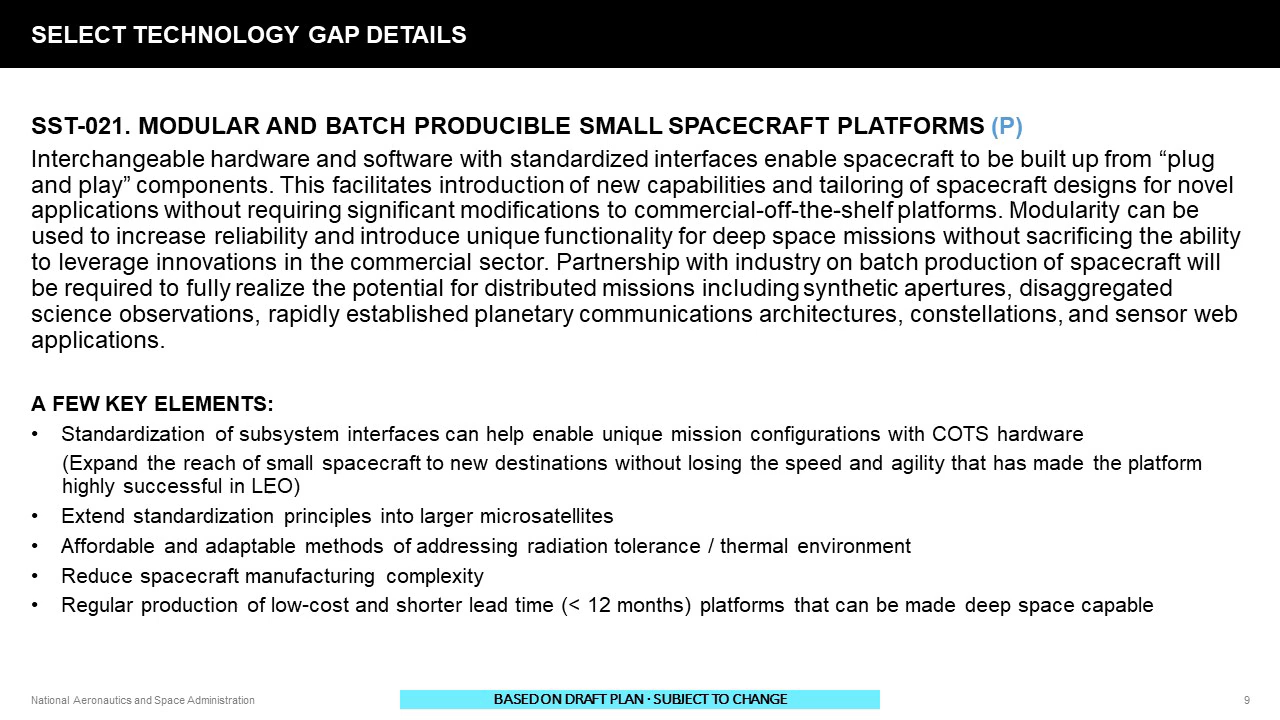 SELECT TECHNOLOGY GAP DETAILS
SST-021. MODULAR AND BATCH PRODUCIBLE SMALL SPACECRAFT PLATFORMS (P)
Interchangeable hardware and software with standardized interfaces enable spacecraft to be built up from “plug
and play” components. This facilitates introduction of new capabilities and tailoring of spacecraft designs for novel
applications without requiring significant modifications to commercial-off-the-shelf platforms. Modularity can be
used to increase reliability and introduce unique functionality for deep space missions without sacrificing the ability
to leverage innovations in the commercial sector. Partnership with industry on batch production of spacecraft will
be required to fully realize the potential for distributed missions including synthetic apertures, disaggregated
science observations, rapidly established planetary communications architectures, constellations, and sensor web
applications.
A FEW KEY ELEMENTS:
• Standardization of subsystem interfaces can help enable unique mission configurations with COTS hardware
(Expand the reach of small spacecraft to new destinations without losing the speed and agility that has made the platform
highly successful in LEO)
• Extend standardization principles into larger microsatellites
• Affordable and adaptable methods of addressing radiation tolerance / thermal environment
• Reduce spacecraft manufacturing complexity
• Regular production of low-cost and shorter lead time (< 12 months) platforms that can be made deep space capable
National Aeronautics and Space Administration
BASED ON DRAFT PLAN · SUBJECT TO CHANGE
9